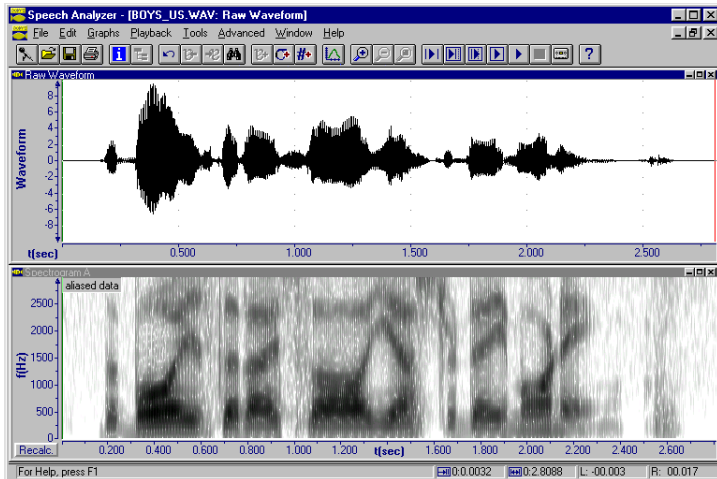 Speech Analyzer - [BOYS_US.WAV: Raw Waveform]
File Edit Graphs Playback Tools Advanced Window Help
Raw Waveform
8
6
4
2
0
-2
-4
-6
-8
Waveform
t(sec) 0.500 1.000 1.500 2.000 2.500
Spectrogram A
aliased data
2500
2000
1500
1000
500
0
f(Hz)
Recalc. 0.200 0.400 0.600 0.800 1.000 1.200 t(sec) 1.600 1.800 2.000 2.200 2.400 2.600
For Help, press F1 0:0.0032 0:2.8088 L: -00.003 R: 00.017